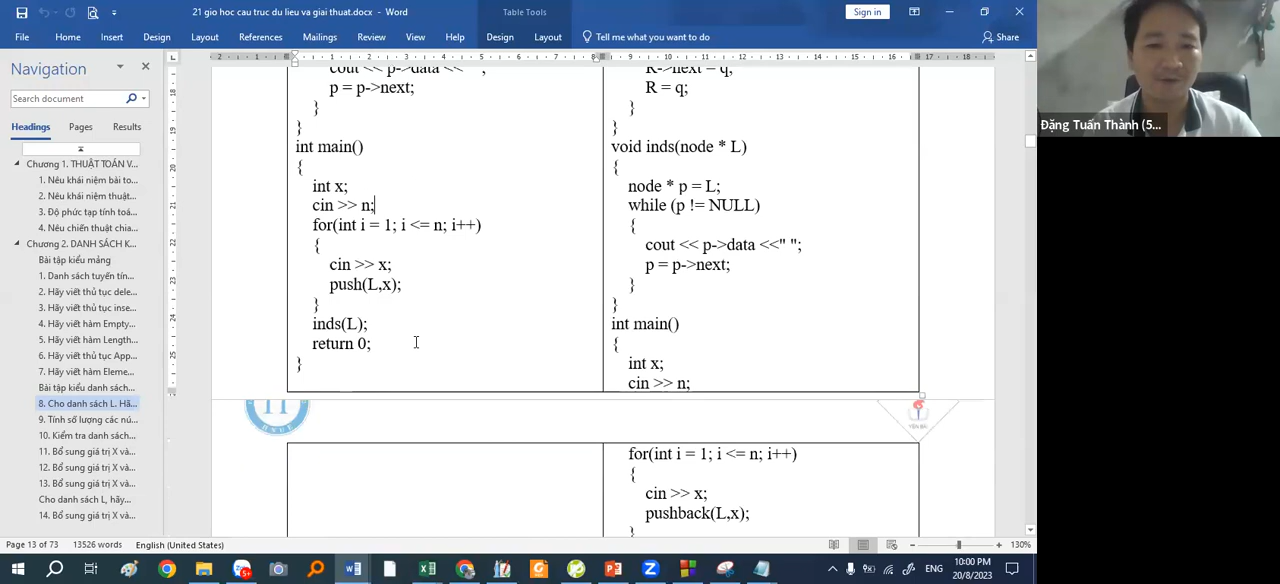 21 gio hoc cau truc du lieu va giai thuat.docx - Word
Table Tools
Sign in
File
Home
Insert
Design
Layout
References
Mailings
Review
View
Help
Design
Layout
Tell me what you want to do
Share
Navigation
Search document
Headings
Pages
Results
Chương 1. THUẬT TOÁN V...
1. Nêu khái niệm bài to...
2. Nêu khái niệm thuật...
3. Độ phức tạp tính toá...
4. Nêu chiến thuật chia...
Chương 2. DANH SÁCH K...
Bài tập kiểu mảng
1. Danh sách tuyến tín...
2. Hãy viết thủ tục dele...
3. Hãy viết thủ tục inse...
4. Hãy viết hàm Empty...
5. Hãy viết hàm Length...
6. Hãy viết thủ tục App...
7. Hãy viết hàm Eleme...
Bài tập kiểu danh sách...
8. Cho danh sách L. Hã...
9. Tính số lượng các nú...
10. Kiểm tra danh sách...
11. Bổ sung giá trị X và...
12. Bổ sung giá trị X và...
13. Bổ sung giá trị X và...
Cho danh sách L, hãy...
14. Bổ sung giá trị X và...
cout << p->data << " ";
p = p->next;
}
}
int main()
{
int x;
cin >> n;
for(int i = 1; i <= n; i++)
{
cin >> x;
push(L,x);
}
inds(L);
return 0;
}
R->next = q;
R = q;
}
}
void inds(node * L)
{
node * p = L;
while (p != NULL)
{
cout << p->data <<" ";
p = p->next;
}
}
int main()
{
int x;
cin >> n;
for(int i = 1; i <= n; i++)
{
cin >> x;
pushback(L,x);
}
Đặng Tuấn Thành (5...
Page 13 of 73
13526 words
English (United States)
130%
ENG
10:00 PM
20/8/2023